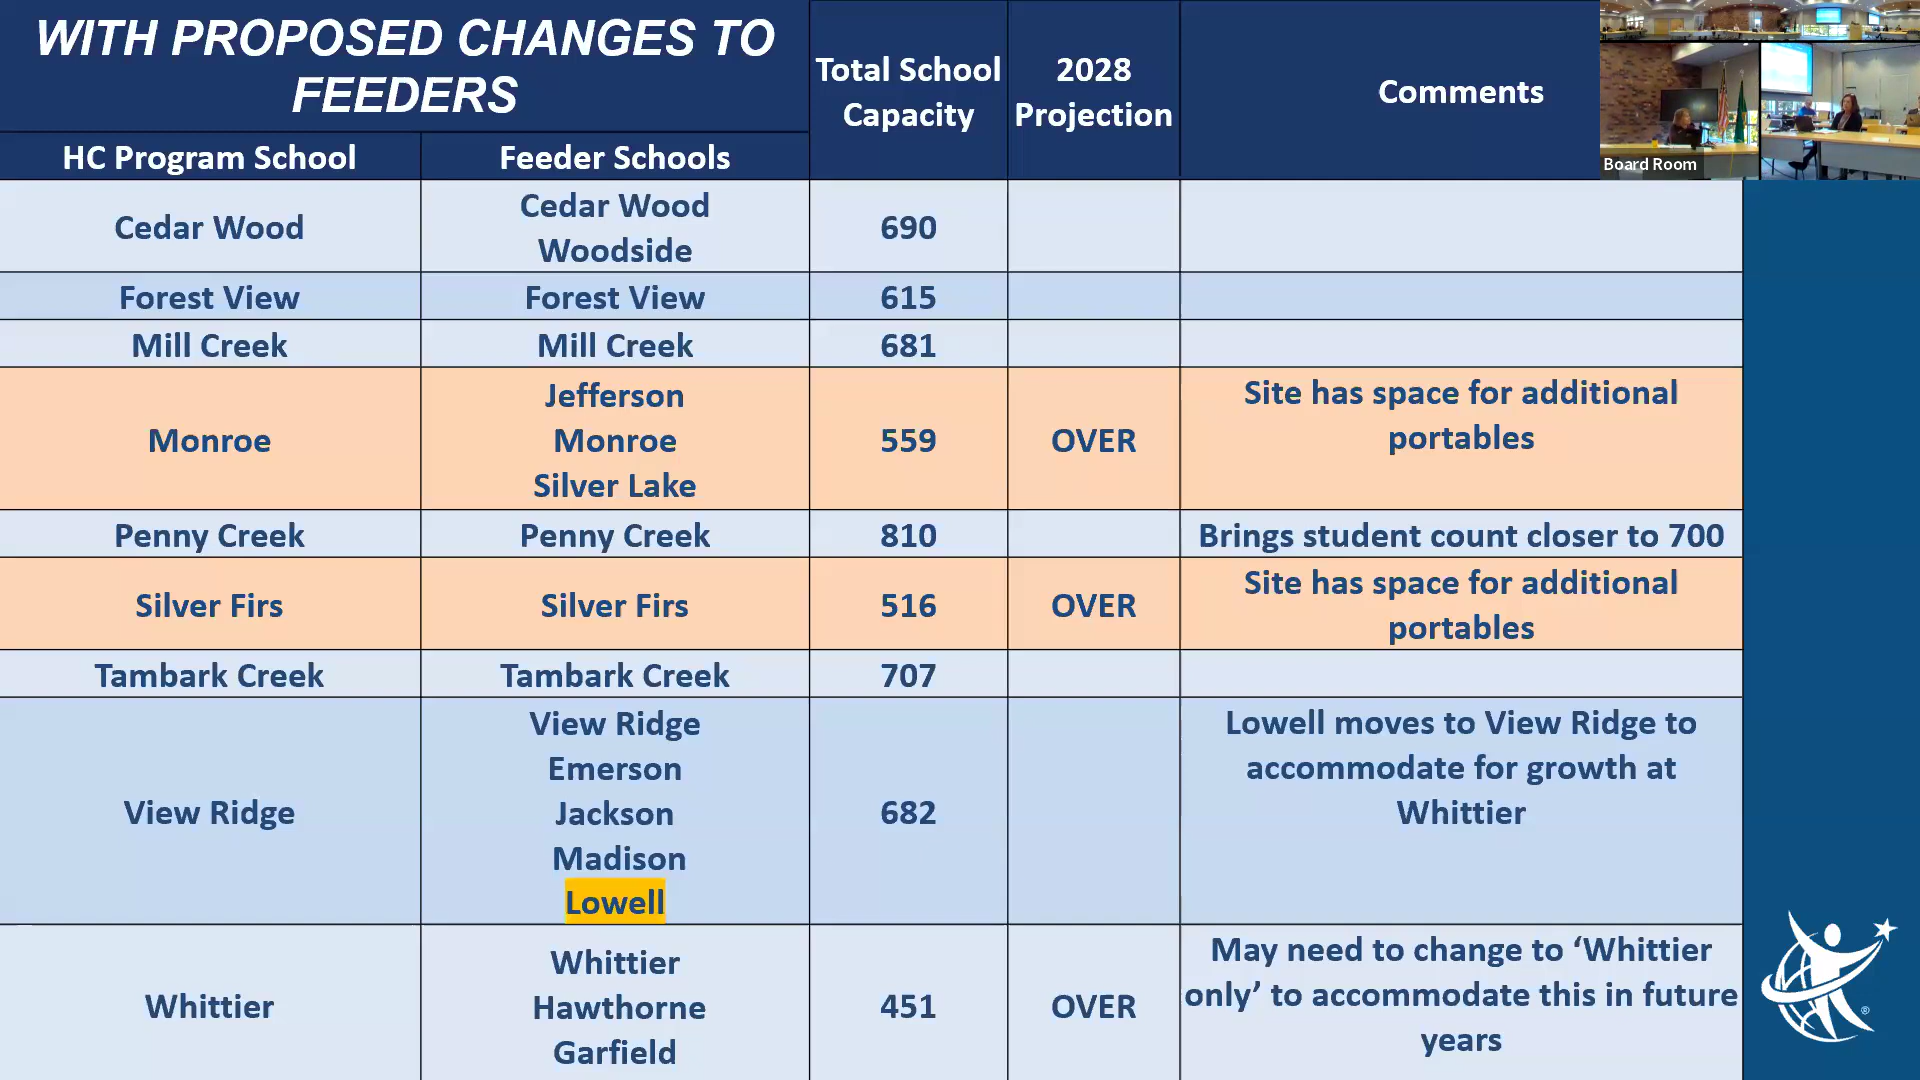 WITH PROPOSED CHANGES TO
FEEDERS
Total School
Capacity
2028
Projection
Comments
Board Room
HC Program School
Feeder Schools
Cedar Wood
Cedar Wood
Woodside
690
Forest View
Forest View
615
Mill Creek
Mill Creek
681
Monroe
Jefferson
Monroe
Silver Lake
559
OVER
Site has space for additional
portables
Penny Creek
Penny Creek
810
Brings student count closer to 700
Silver Firs
Silver Firs
516
OVER
Site has space for additional
portables
Tambark Creek
Tambark Creek
707
View Ridge
View Ridge
Emerson
Jackson
Madison
Lowell
682
Lowell moves to View Ridge to
accommodate for growth at
Whittier
Whittier
Whittier
Hawthorne
Garfield
451
OVER
May need to change to ‘Whittier
only’ to accommodate this in future
years
®